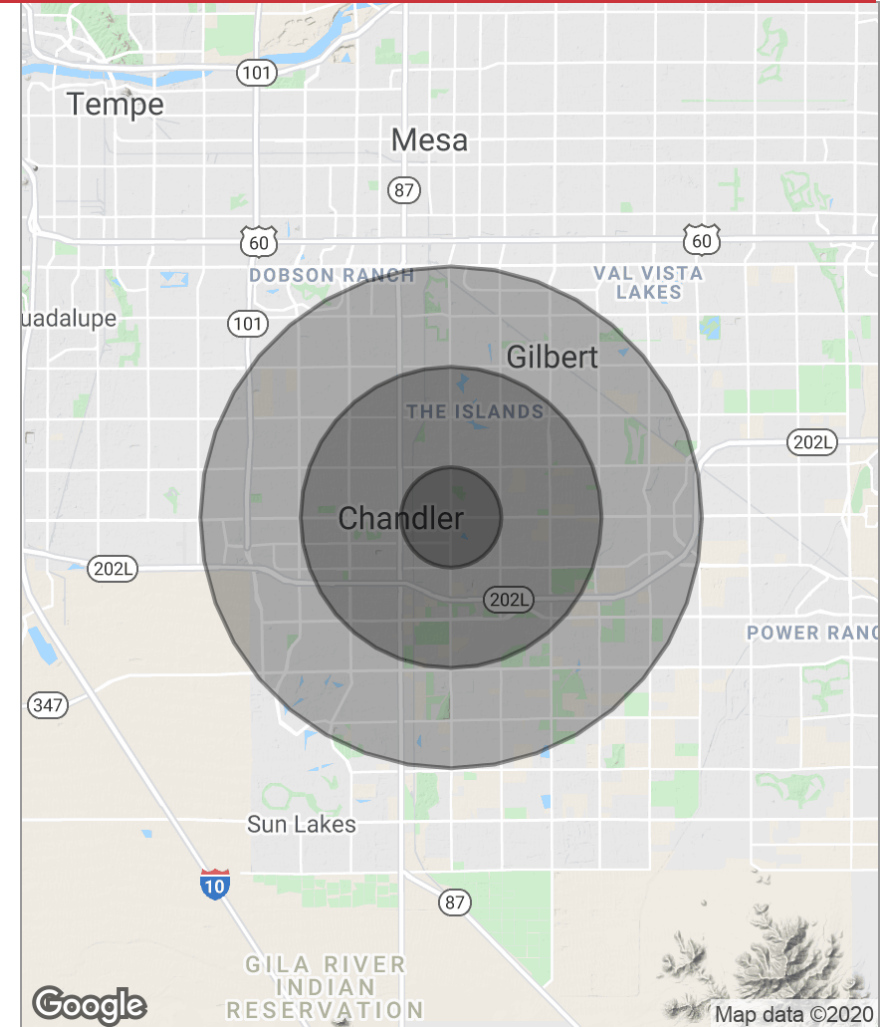 101
Tempe
Mesa
87
60
60
DOBSON RANCH
VAL VISTA
LAKES
uadalupe
101
Gilbert
THE ISLANDS
202L
Chandler
202L
202L
POWER RANC
347
Sun Lakes
10
87
GILA RIVER
INDIAN
RESERVATION
Google
Map data ©2020